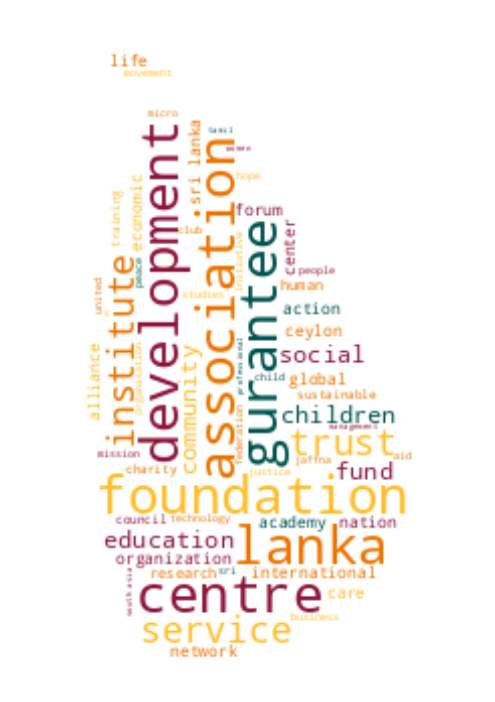 life
movement
micro
tamil
development
association
sri lanka
women
hope
economic
training
forum
gurantee
center
club
initiative
people
peace
institute
united
human
studies
action
ceylon
professional
organisation
alliance
community
social
child
global
sustainable
federation
children
management
trust
mission
aid
jaffna
charity
justice
fund
foundation
council
technology
academy
nation
education
lanka
organization
research
sri
international
south asia
centre
care
business
service
network